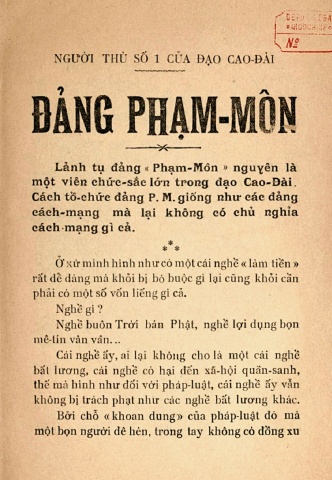 DÉPÔT LÉGAL
INDOCHINE
Nº
NGƯỜI THÙ SỐ 1 CỦA ĐẠO CAO-ĐÀI
ĐẢNG PHẠM-MÔN
Lãnh tụ đảng « Phạm-Môn » nguyên là
một viên chức-sắc lớn trong đạo Cao-Đài.
Cách tổ-chức đảng P. M. giống như các đảng
cách-mạng mà lại không có chủ nghĩa
cách-mạng gì cả.
***
Ở xứ mình hình như có một cái nghề « làm tiền »
rất dễ dàng mà khỏi bị bó buộc gì lại cũng khỏi cần
phải có một số vốn liếng gì cả.
Nghề gì ?
Nghề buôn Trời bán Phật, nghề lợi dụng bọn
mê-tín vân vân...
Cái nghề ấy, ai lại không cho là một cái nghề
bất lương, cái nghề có hại đến xã-hội quần-sanh,
thế mà hình như đối với pháp-luật, cái nghề ấy vẫn
không bị trách phạt như các nghề bất lương khác.
Bởi chỗ « khoan dung » của pháp-luật đó mà
một bọn người đê hèn, trong tay không có đồng xu